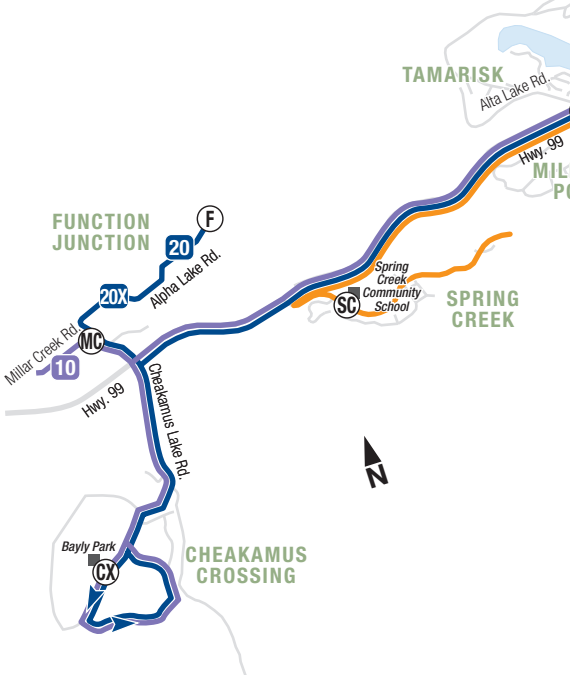 TAMARISK
Alta Lake Rd.
Hwy. 99
FUNCTION
JUNCTION
F
20
Alpha Lake Rd.
20X
Spring
Creek
Community
School
SC
SPRING
CREEK
Millar Creek Rd.
MC
10
Hwy. 99
Cheakamus Lake Rd.
N
Bayly Park
CX
CHEAKAMUS
CROSSING